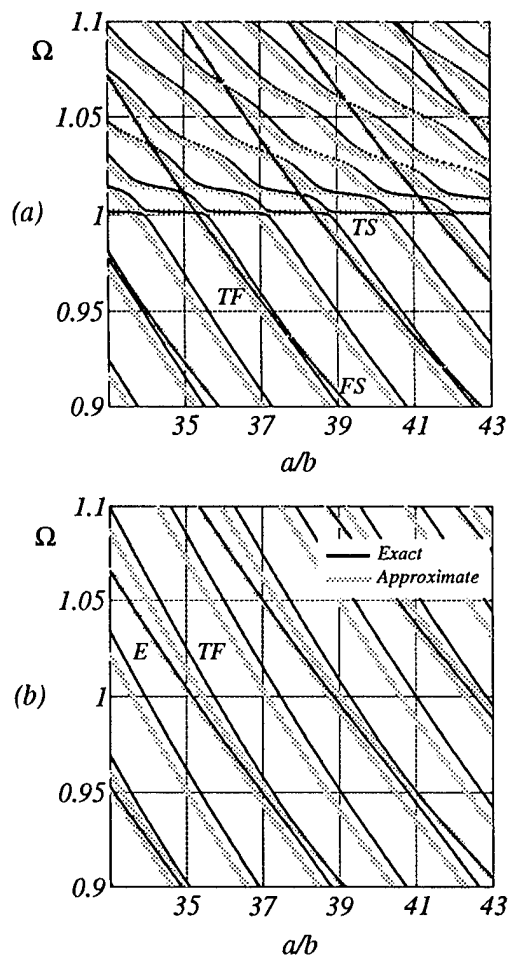 1.1
Ω
1.05
(a)
1
TS
0.95
TF
FS
0.9
35 37 39 41 43
a/b
1.1
Ω
Exact
Approximate
1.05
E TF
(b)
1
0.95
0.9
35 37 39 41 43
a/b